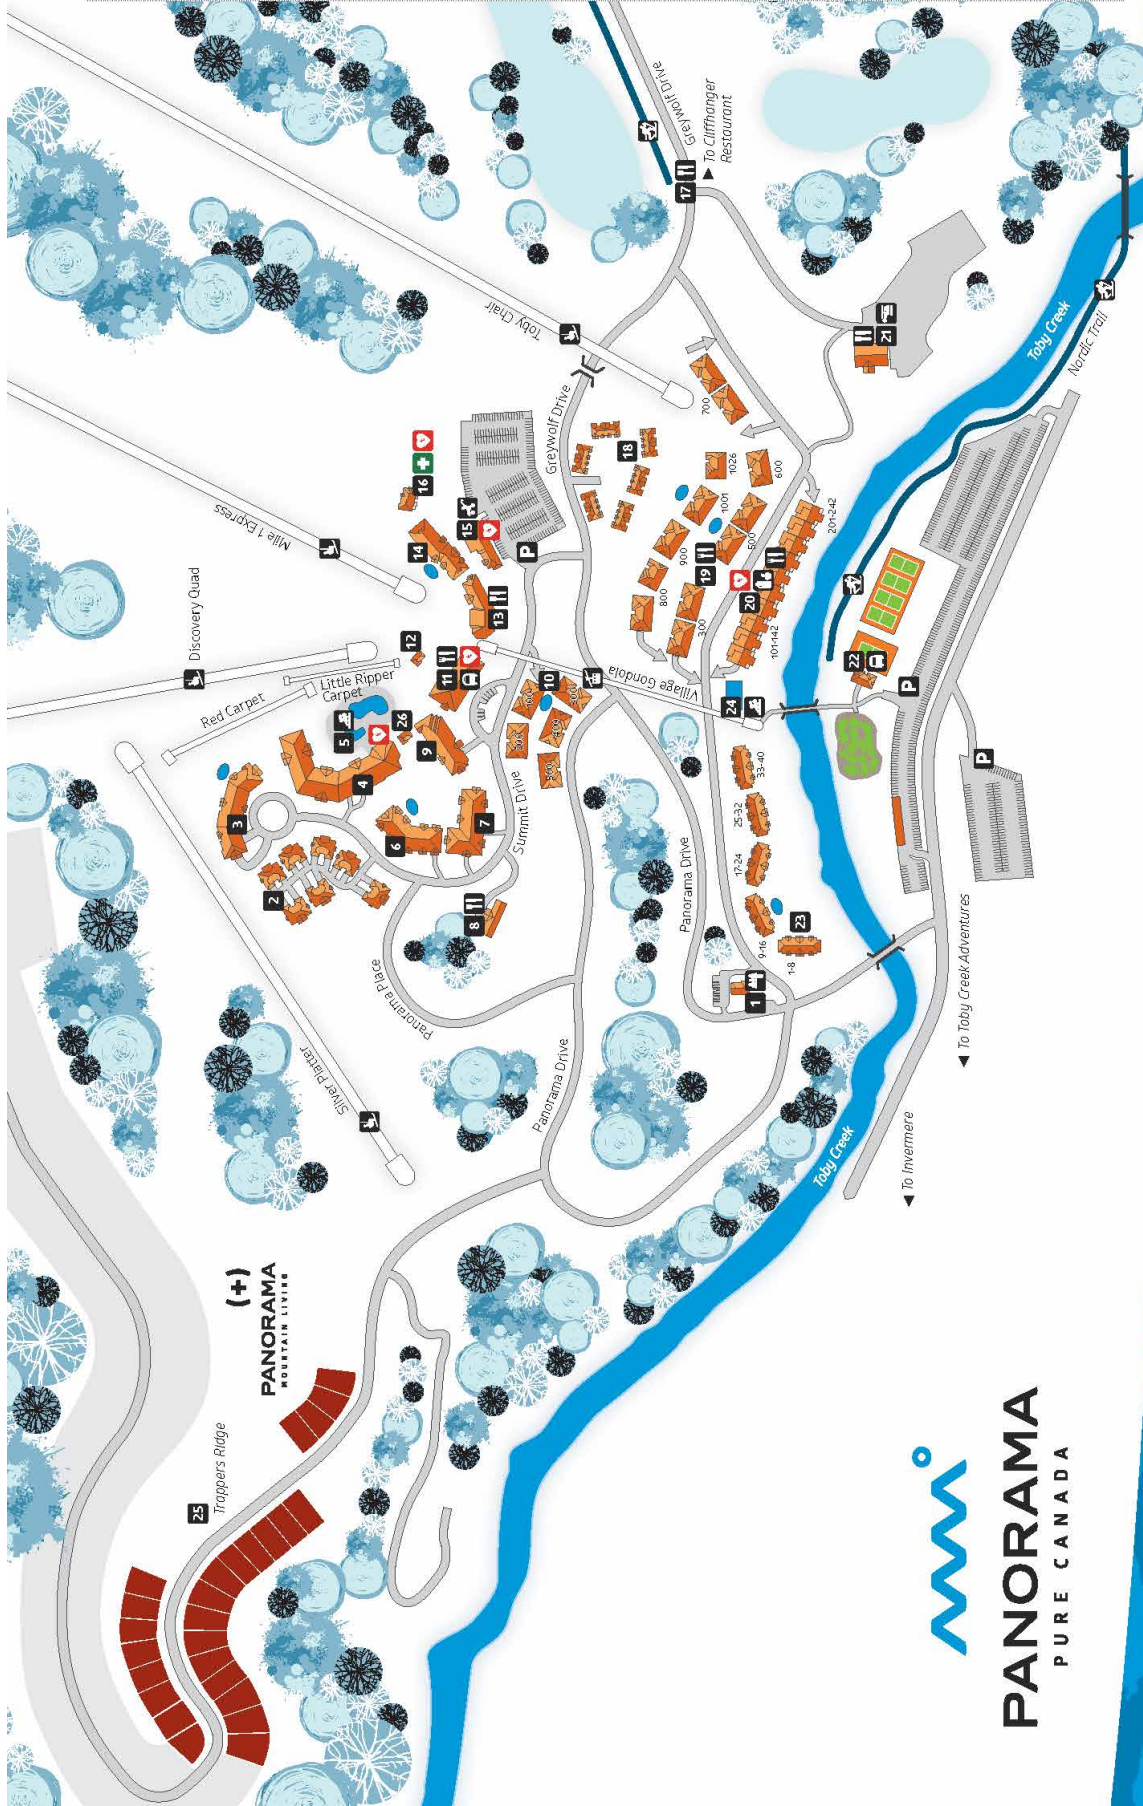 25
Trappers Ridge
(+)
PANORAMA
MOUNTAIN LIVING
Silver Platter
Panorama Place
Panorama Drive
Red Carpet
Discovery Quad
Little Ripper
Carpet
Mile 1 Express
Toby Chair
Greywolf Drive
Greywolf Drive
17
To Cliffhanger
Restaurant
2
3
4
5
26
6
7
8
9
Summit Drive
10
11
12
13
14
15
16
P
18
700
1026
600
1001
900
500
19
800
300
20
201-242
101-142
Village Gondola
24
21
Toby Creek
Nordic Trail
22
P
P
33-40
25-32
17-24
9-16
1-8
23
1
Panorama Drive
To Toby Creek Adventures
To Invermere
Toby Creek
PANORAMA
PURE CANADA